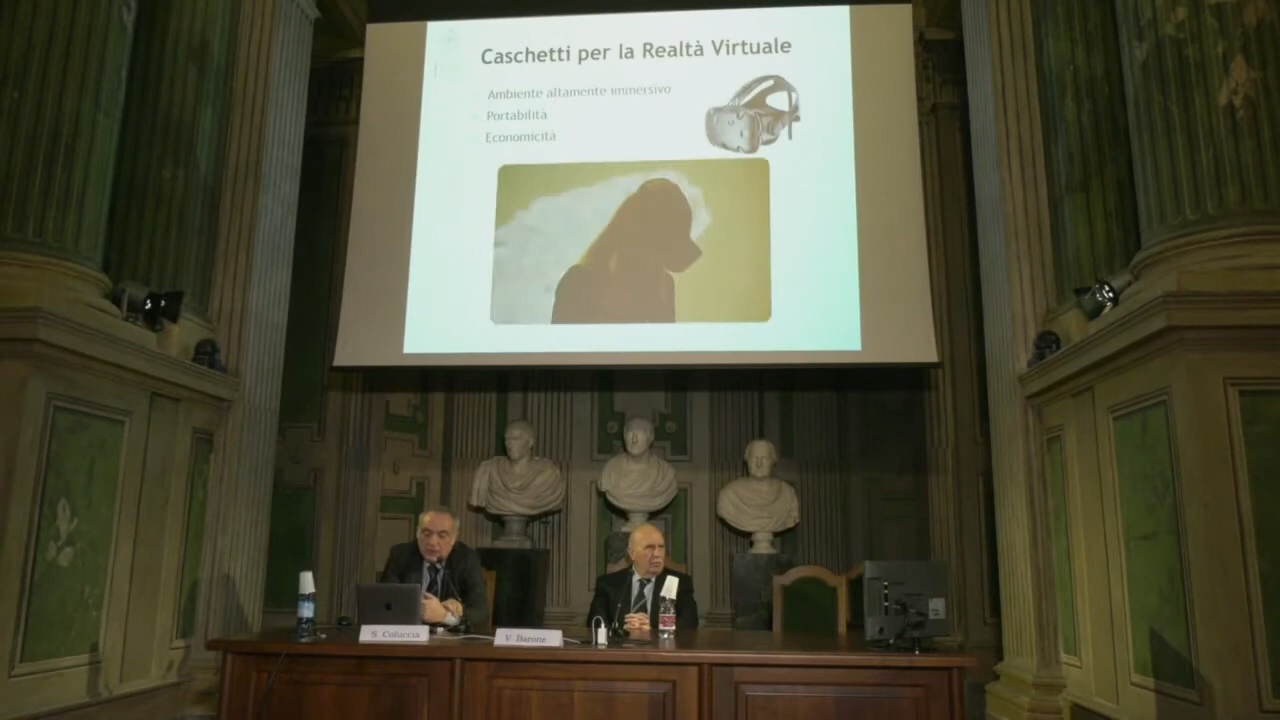 Caschetti per la Realtà Virtuale
Ambiente altamente immersivo
Portabilità
Economicità
S. Coluccia
V. Barone